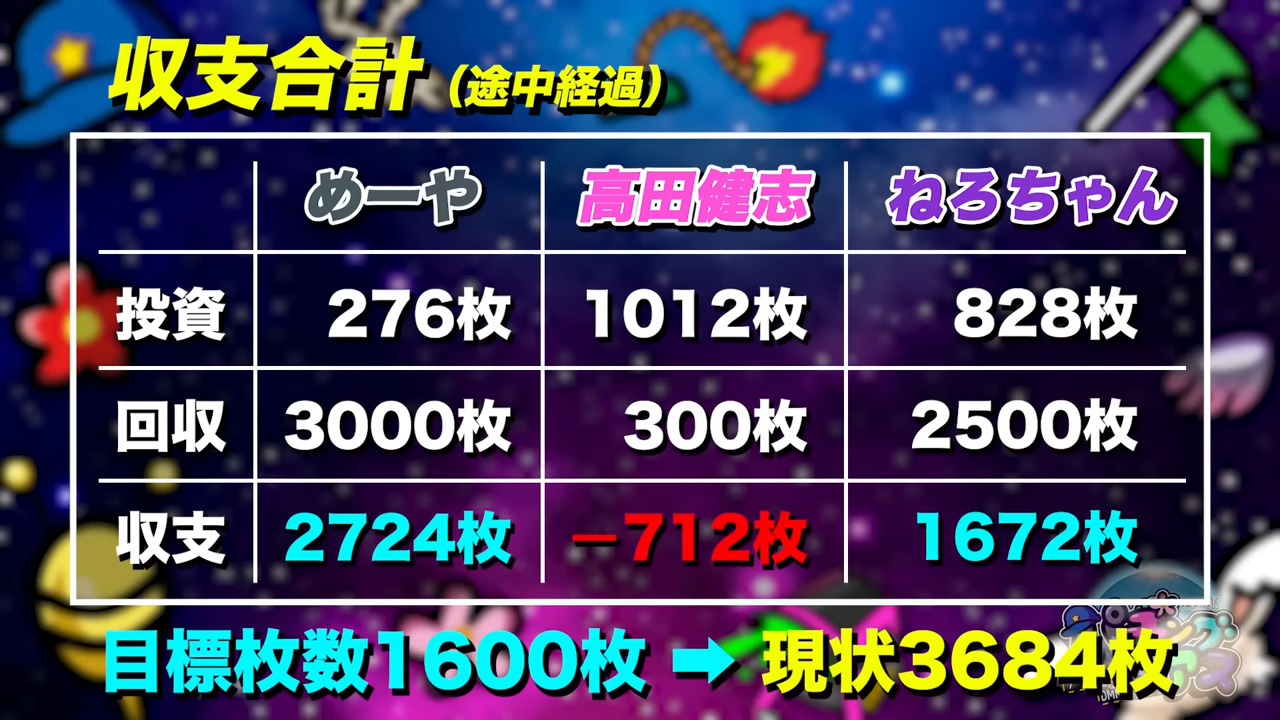 収支合計（途中経過）
めーや 高田健志 ねろちゃん
投資 276枚 1012枚 828枚
回収 3000枚 300枚 2500枚
収支 2724枚 －712枚 1672枚
目標枚数1600枚 ➡ 現状3684枚